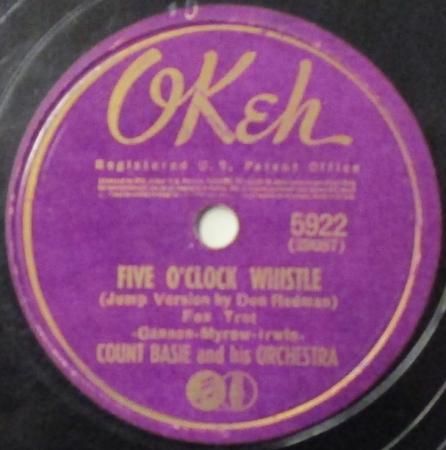 OKeh
Registered U. S. Patent Office
5922
FIVE O'CLOCK WHISTLE
(Jump Version by Don Redman)
Fox Trot
-Gannon-Myrow-Irwin-
COUNT BASIE and his ORCHESTRA